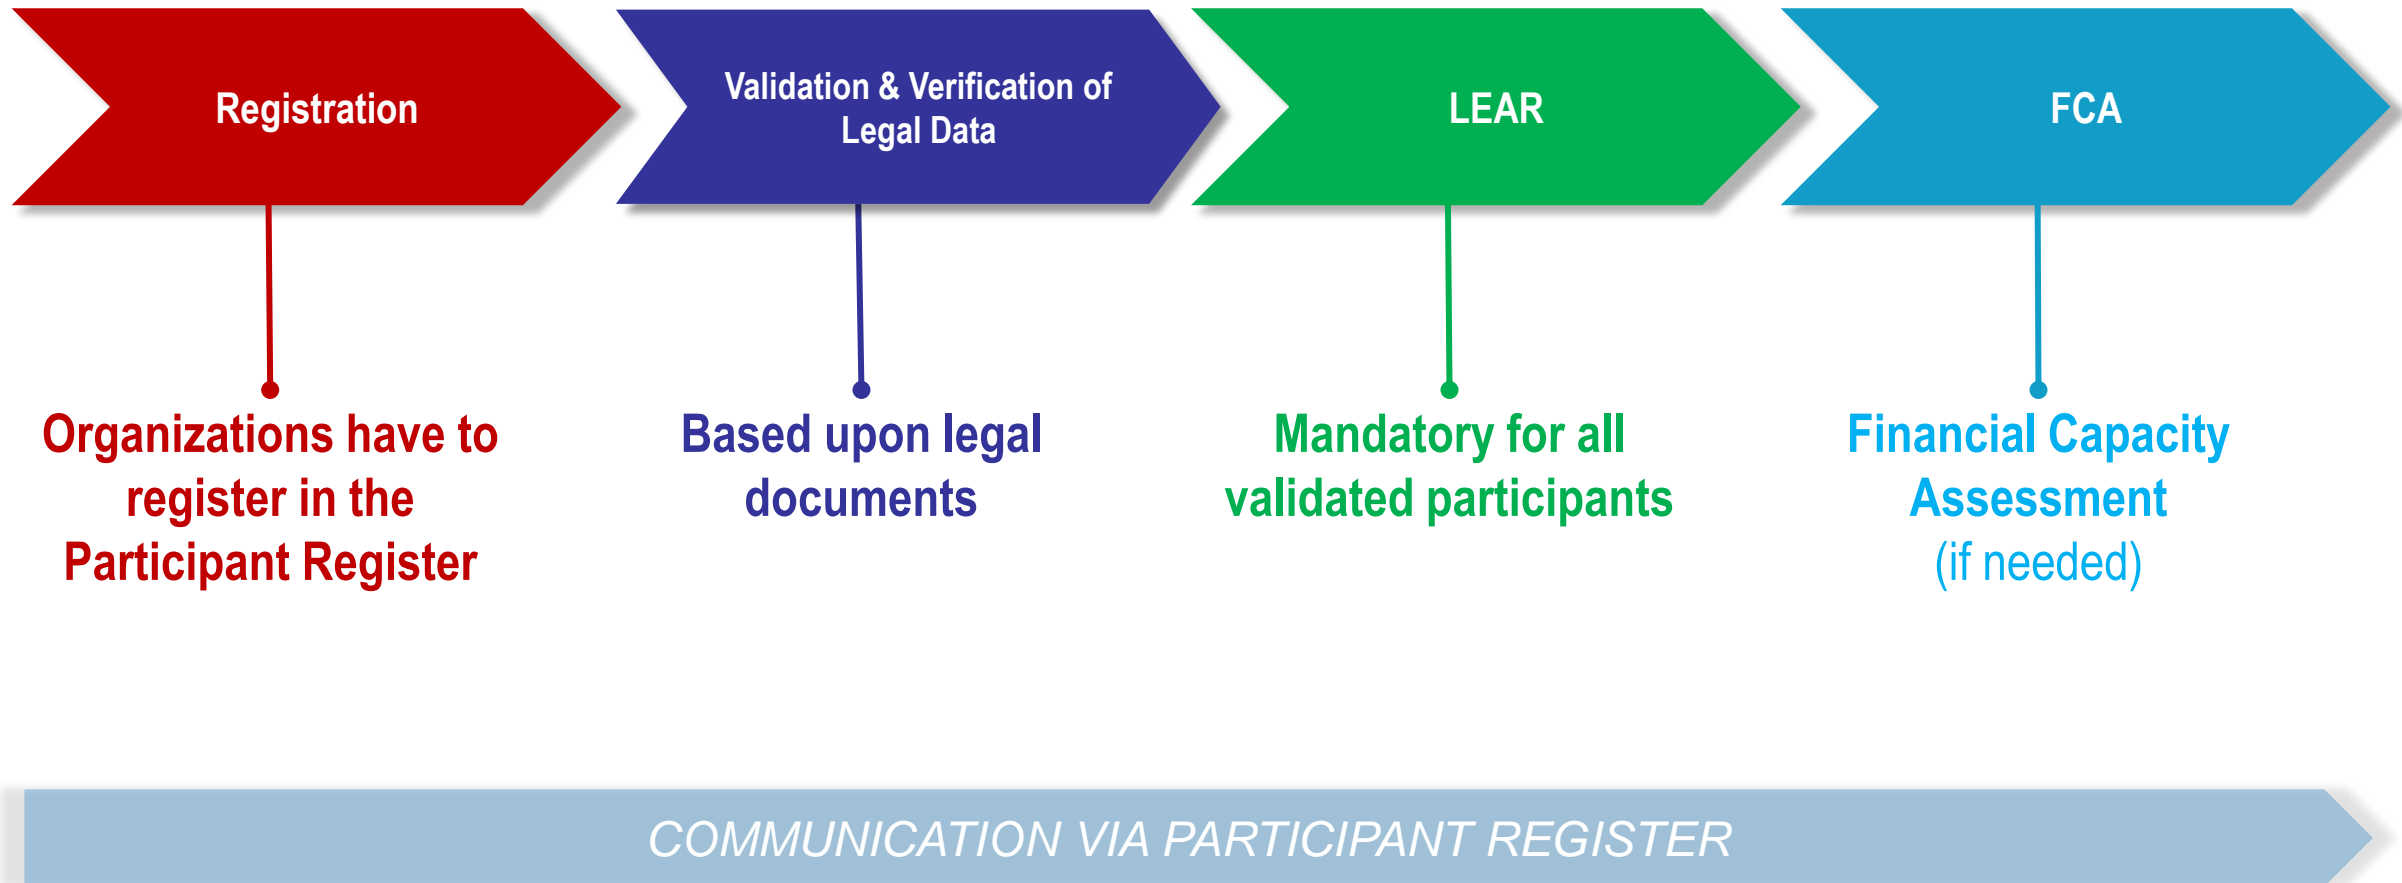 Registration
Validation & Verification of
Legal Data
LEAR
FCA
Organizations have to
register in the
Participant Register
Based upon legal
documents
Mandatory for all
validated participants
Financial Capacity
Assessment
(if needed)
COMMUNICATION VIA PARTICIPANT REGISTER